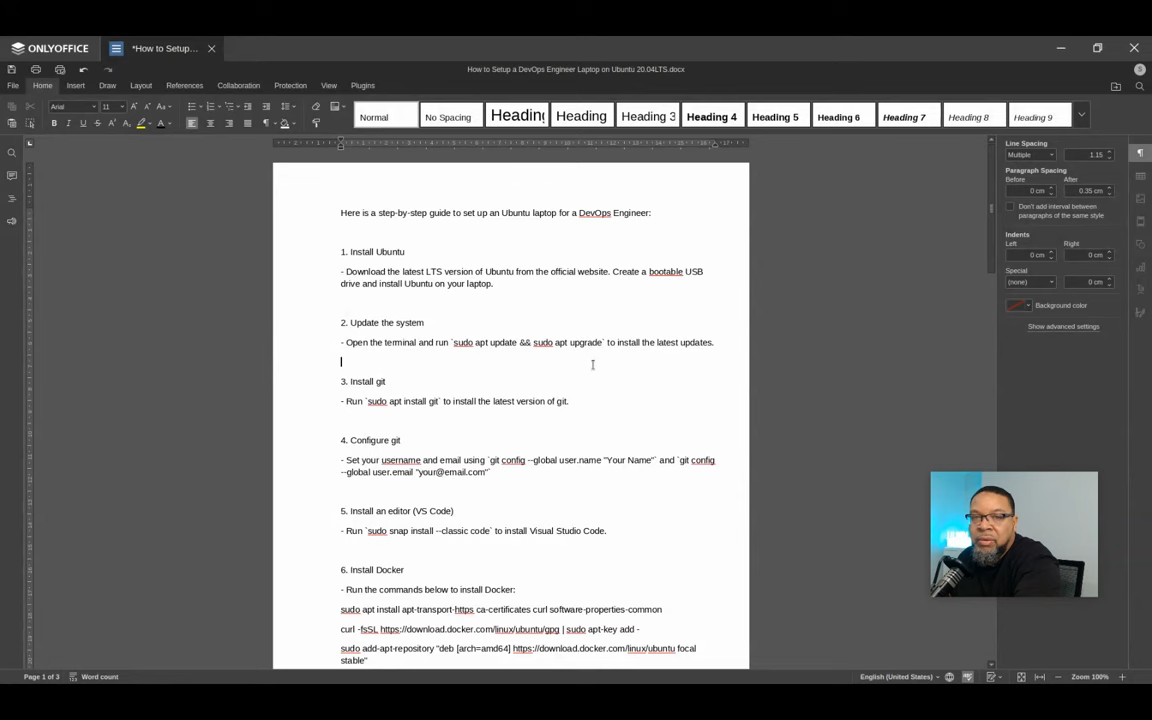 ONLYOFFICE
*How to Setup...
How to Setup a DevOps Engineer Laptop on Ubuntu 20.04LTS.docx
S
File Home Insert Draw Layout References Collaboration Protection View Plugins
Arial 11
Normal No Spacing Heading Heading Heading 3 Heading 4 Heading 5 Heading 6 Heading 7 Heading 8 Heading 9
Here is a step-by-step guide to set up an Ubuntu laptop for a DevOps Engineer:
1. Install Ubuntu
- Download the latest LTS version of Ubuntu from the official website. Create a bootable USB
drive and install Ubuntu on your laptop.
2. Update the system
- Open the terminal and run `sudo apt update && sudo apt upgrade` to install the latest updates.
3. Install git
- Run `sudo apt install git` to install the latest version of git.
4. Configure git
- Set your username and email using `git config --global user.name "Your Name"` and `git config
--global user.email "your@email.com"`
5. Install an editor (VS Code)
- Run `sudo snap install --classic code` to install Visual Studio Code.
6. Install Docker
- Run the commands below to install Docker:
sudo apt install apt-transport-https ca-certificates curl software-properties-common
curl -fsSL https://download.docker.com/linux/ubuntu/gpg | sudo apt-key add -
sudo add-apt-repository "deb [arch=amd64] https://download.docker.com/linux/ubuntu focal
stable"
Line Spacing
Multiple 1.15
Paragraph Spacing
Before After
0 cm 0.35 cm
Don't add interval between
paragraphs of the same style
Indents
Left Right
0 cm 0 cm
Special
(none) 0 cm
Background color
Show advanced settings
Page 1 of 3 Word count English (United States) Zoom 100%